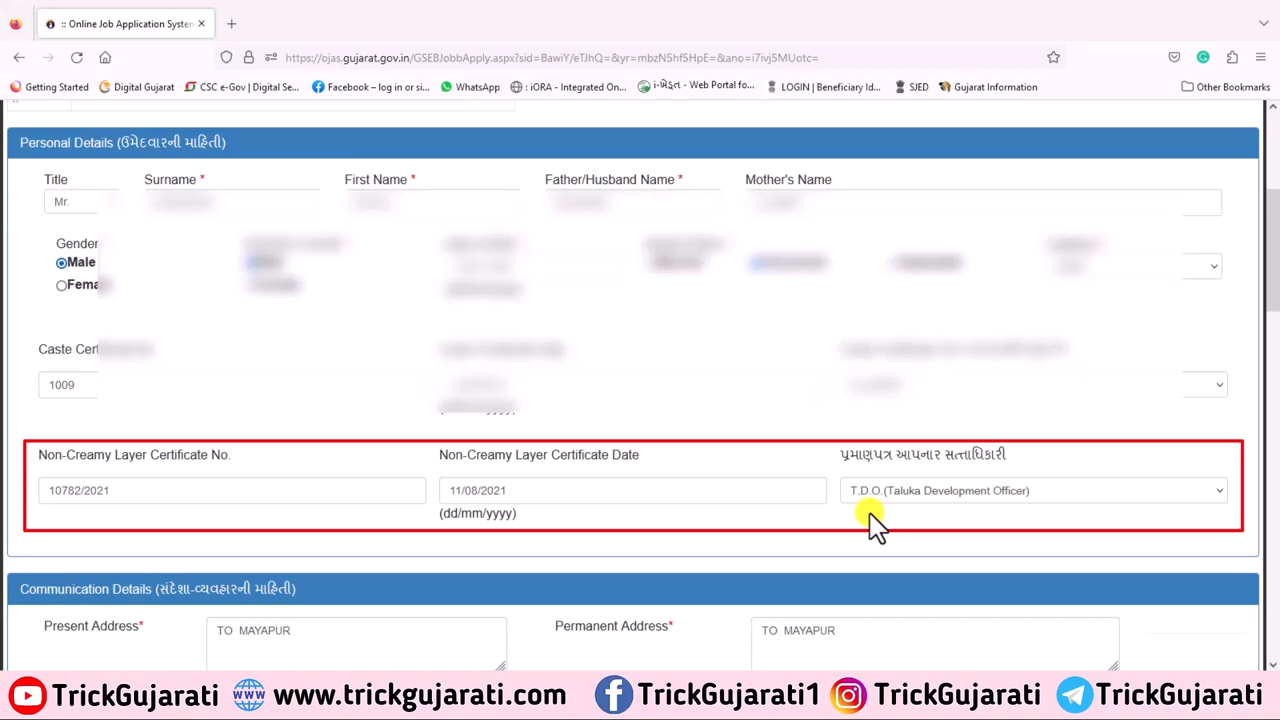 :: Online Job Application System
https://ojas.gujarat.gov.in/GSEBJobbApply.aspx?sid=BawiY/eTJhQ=&yr=mbzN5hf5HpE=&ano=i7ivj5MUotc=
Getting Started Digital Gujarat CSC e-Gov | Digital Se... Facebook – log in or si... WhatsApp : iORA - Integrated On... i-ખેડૂત - Web Portal fo... LOGIN | Beneficiary Id... SJED Gujarat Information Other Bookmarks
Personal Details (ઉમેદવારની માહિતી)
Title Surname * First Name * Father/Husband Name * Mother's Name
Mr.
Gender
Male
Caste
1009
Non-Creamy Layer Certificate No. Non-Creamy Layer Certificate Date પ્રમાણપત્ર આપનાર સત્તાધિકારી
10782/2021 11/08/2021 T.D.O.(Taluka Development Officer)
(dd/mm/yyyy)
Communication Details (સંદેશા-વ્યવહારની માહિતી)
Present Address* TO MAYAPUR Permanent Address* TO MAYAPUR
TrickGujarati www.trickgujarati.com TrickGujarati1 TrickGujarati TrickGujarati